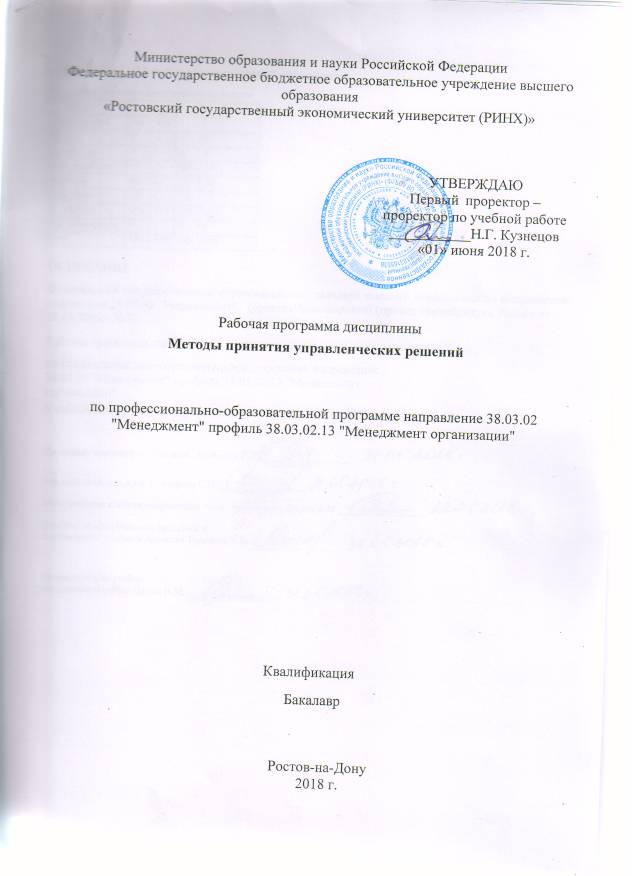 Министерство образования и науки Российской Федерации
Федеральное государственное бюджетное образовательное учреждение высшего
образования
«Ростовский государственный экономический университет (РИНХ)»
УТВЕРЖДАЮ
Первый проректор –
проректор по учебной работе
Н.Г. Кузнецов
«01» июня 2018 г.
Рабочая программа дисциплины
Методы принятия управленческих решений
по профессионально-образовательной программе направление 38.03.02
"Менеджмент" профиль 38.03.02.13 "Менеджмент организации"
Квалификация
Бакалавр
Ростов-на-Дону
2018 г.